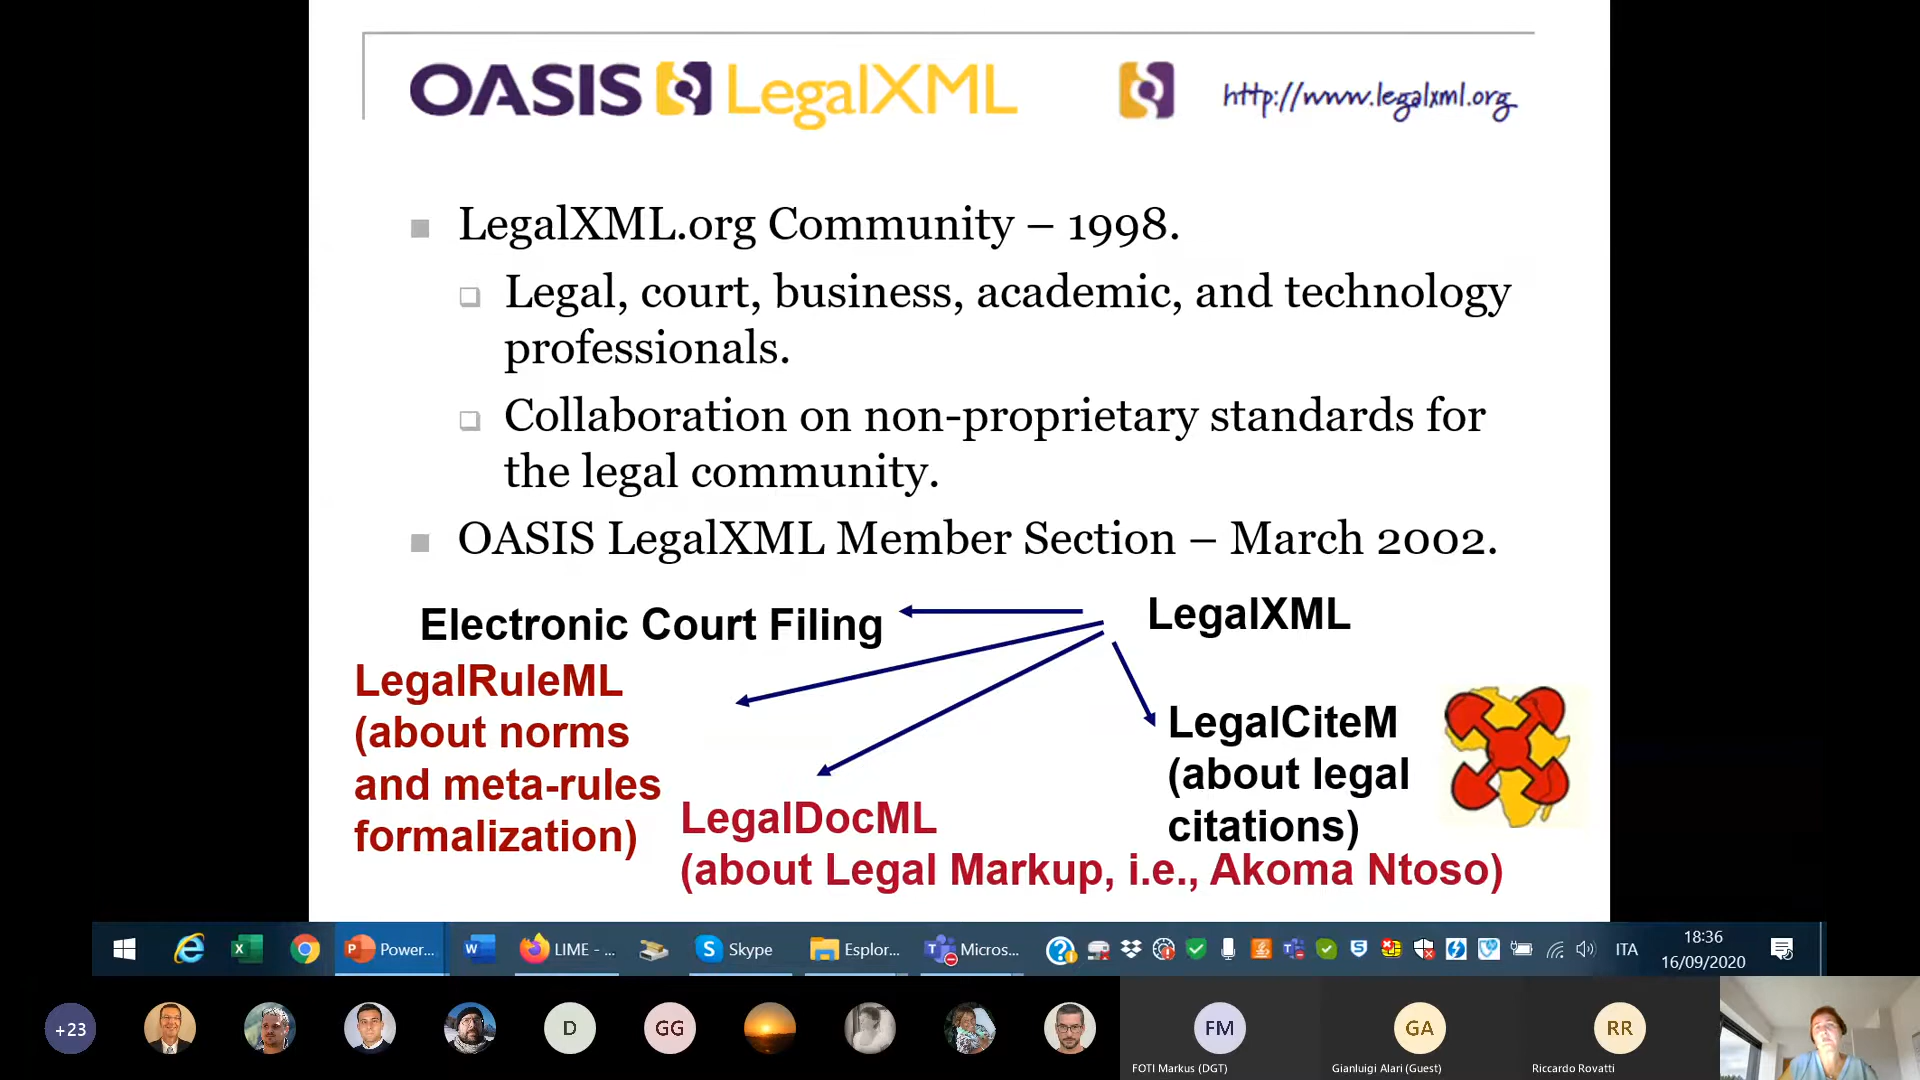 OASIS LegalXML
http://www.legalxml.org
LegalXML.org Community – 1998.
Legal, court, business, academic, and technology
professionals.
Collaboration on non-proprietary standards for
the legal community.
OASIS LegalXML Member Section – March 2002.
Electronic Court Filing
LegalXML
LegalRuleML
(about norms
and meta-rules
formalization)
LegalCiteM
(about legal
citations)
LegalDocML
(about Legal Markup, i.e., Akoma Ntoso)
Power...
LIME - ...
Skype
Esplor...
Micros...
ITA
18:36
16/09/2020
+23
D
GG
FM
GA
RR
FOTI Markus (DGT)
Gianluigi Alari (Guest)
Riccardo Rovatti